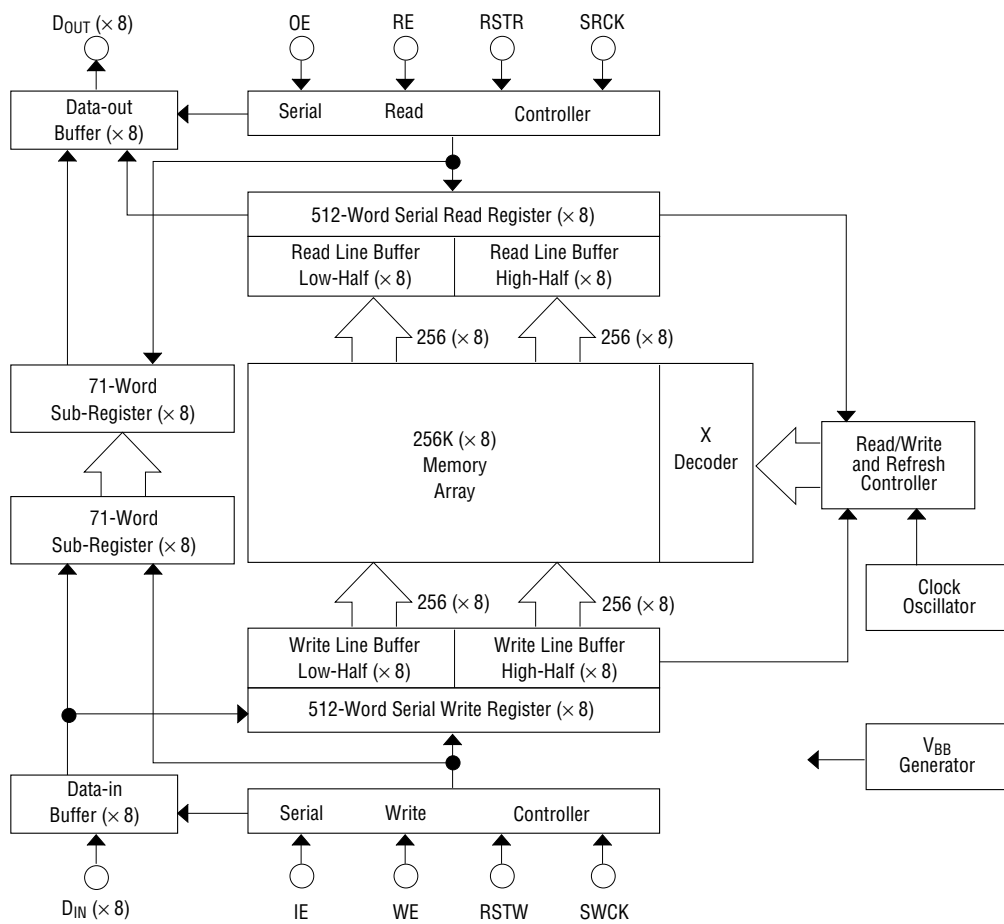 DOUT (× 8)
OE
RE
RSTR
SRCK
Data-out
Buffer (× 8)
Serial Read Controller
512-Word Serial Read Register (× 8)
Read Line Buffer
Low-Half (× 8)
Read Line Buffer
High-Half (× 8)
256 (× 8)
256 (× 8)
71-Word
Sub-Register (× 8)
256K (× 8)
Memory
Array
X
Decoder
Read/Write
and Refresh
Controller
71-Word
Sub-Register (× 8)
Clock
Oscillator
256 (× 8)
256 (× 8)
Write Line Buffer
Low-Half (× 8)
Write Line Buffer
High-Half (× 8)
512-Word Serial Write Register (× 8)
VBB
Generator
Data-in
Buffer (× 8)
Serial Write Controller
DIN (× 8)
IE
WE
RSTW
SWCK